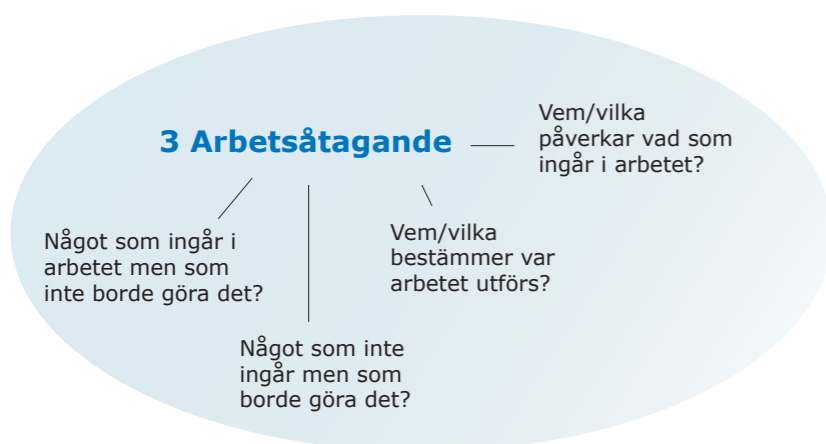 3 Arbetsåtagande
Vem/vilka
påverkar vad som
ingår i arbetet?
Något som ingår i
arbetet men som
inte borde göra det?
Vem/vilka
bestämmer var
arbetet utförs?
Något som inte
ingår men som
borde göra det?